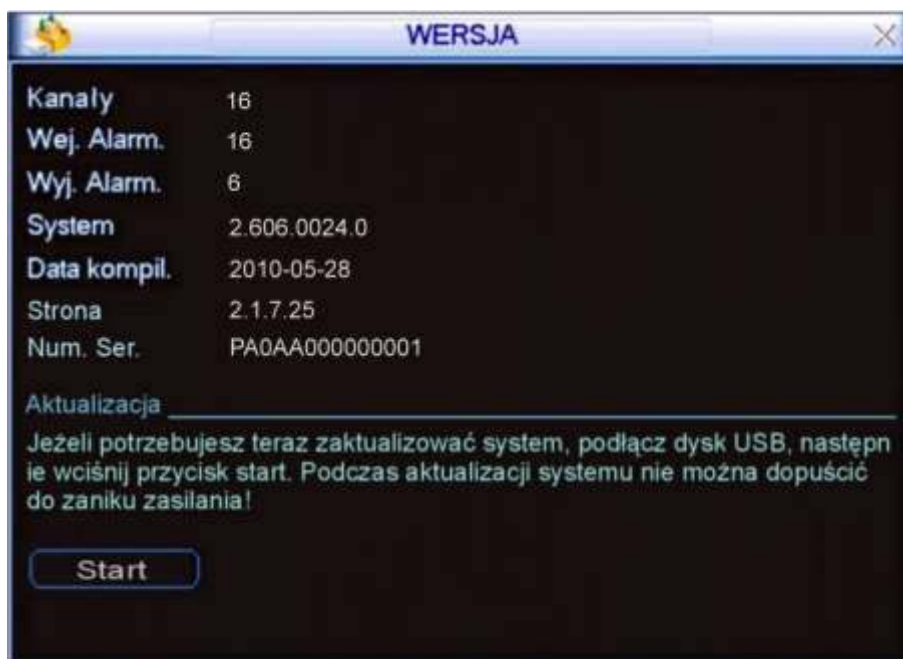 WERSJA
Kanały 16
Wej. Alarm. 16
Wyj. Alarm. 6
System 2.606.0024.0
Data kompil. 2010-05-28
Strona 2.1.7.25
Num. Ser. PA0AA000000001
Aktualizacja
Jeżeli potrzebujesz teraz zaktualizować system, podłącz dysk USB, następn
ie wciśnij przycisk start. Podczas aktualizacji systemu nie można dopuścić
do zaniku zasilania!
Start